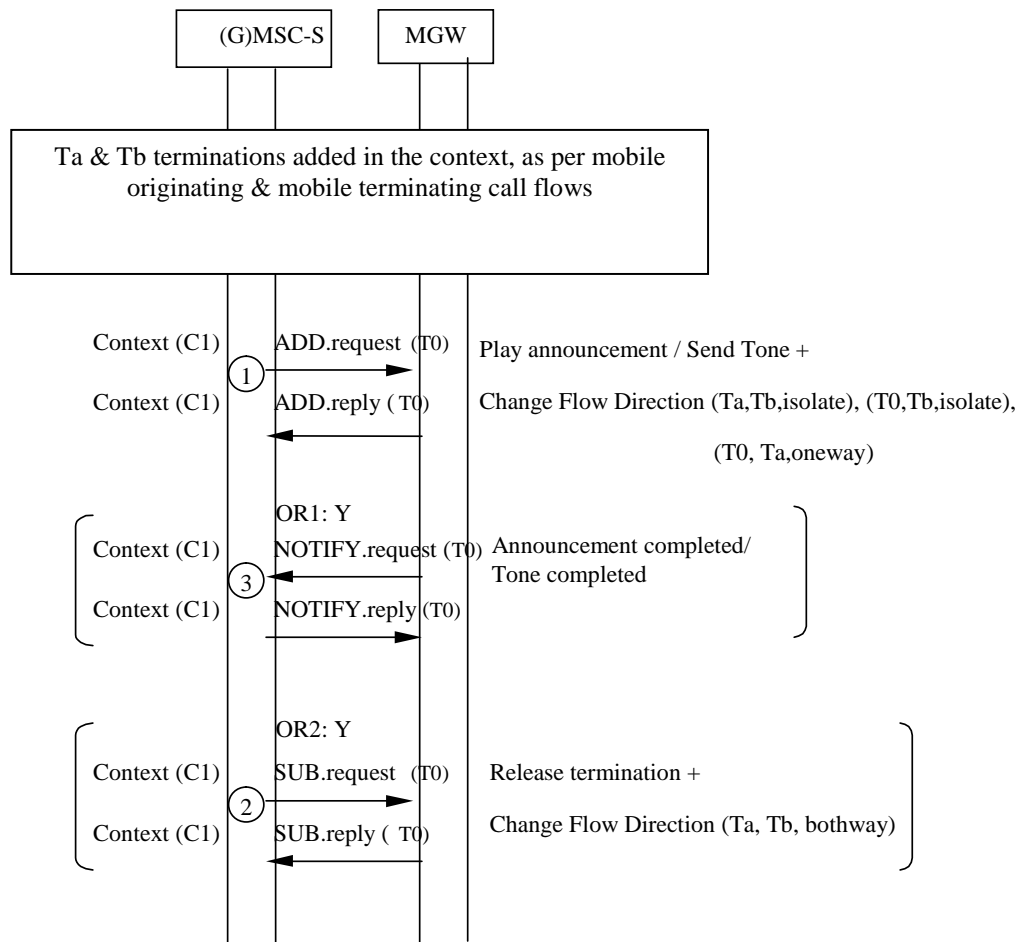 (G)MSC-S MGW
Ta & Tb terminations added in the context, as per mobile
originating & mobile terminating call flows
Context (C1) ADD.request (T0) Play announcement / Send Tone +
1
Context (C1) ADD.reply ( T0) Change Flow Direction (Ta,Tb,isolate), (T0,Tb,isolate),
(T0, Ta,oneway)
OR1: Y
Context (C1) NOTIFY.request (T0) Announcement completed/
Tone completed
3
Context (C1) NOTIFY.reply (T0)
OR2: Y
Context (C1) SUB.request (T0) Release termination +
2
Context (C1) SUB.reply ( T0) Change Flow Direction (Ta, Tb, bothway)